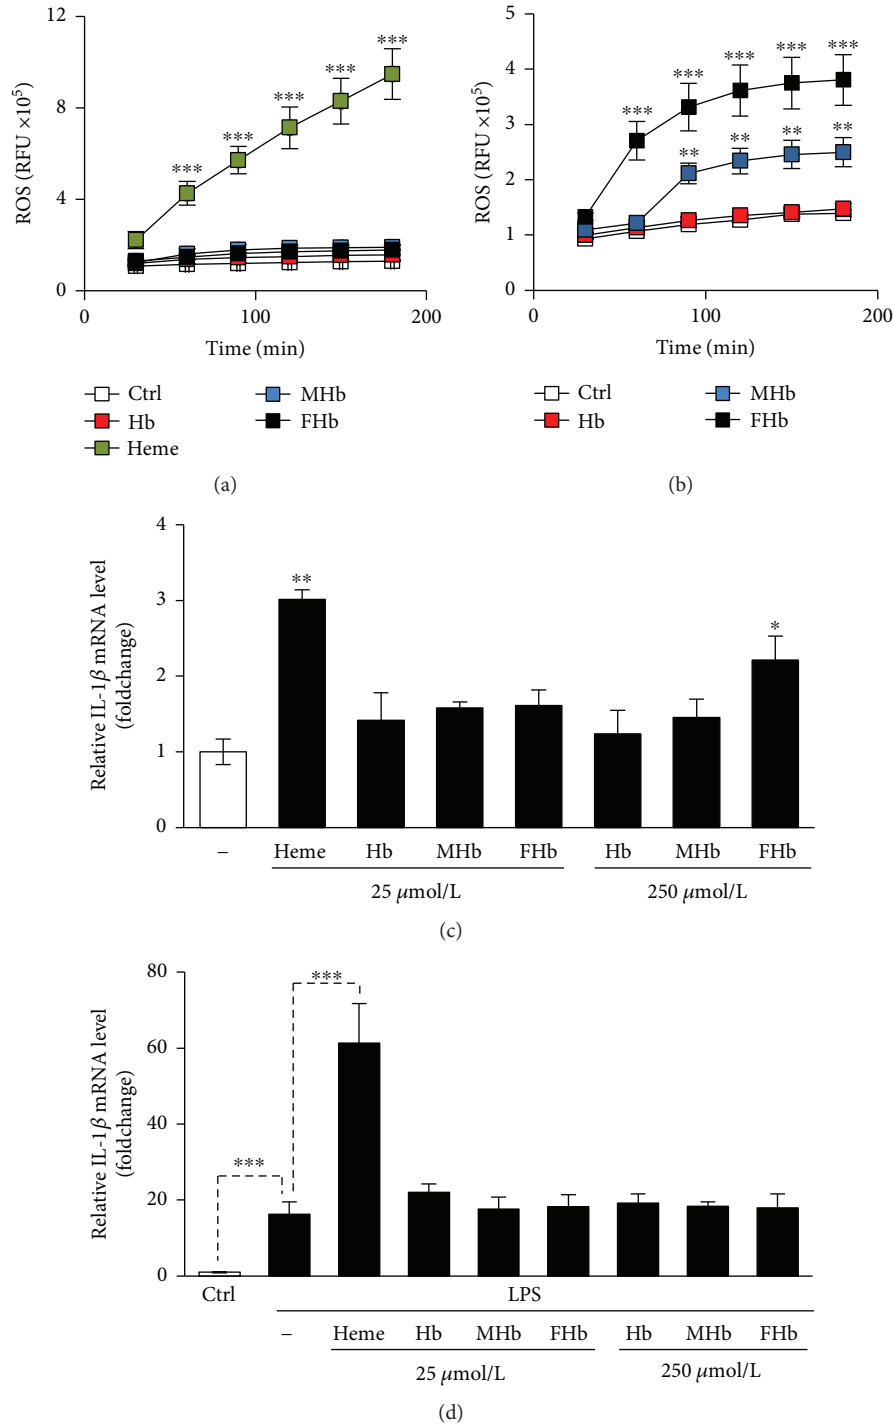 12
8
4
0
ROS (RFU ×10⁵)
***
***
***
***
***
0
100
200
Time (min)
Ctrl
Hb
Heme
MHb
FHb
(a)
5
4
3
2
1
0
ROS (RFU ×10⁵)
***
***
***
***
***
**
**
**
**
0
100
200
Time (min)
Ctrl
Hb
MHb
FHb
(b)
4
3
2
1
0
Relative IL-1β mRNA level
(foldchange)
**
*
– Heme Hb MHb FHb Hb MHb FHb
25 μmol/L 250 μmol/L
(c)
80
60
40
20
0
Relative IL-1β mRNA level
(foldchange)
***
***
Ctrl LPS
– Heme Hb MHb FHb Hb MHb FHb
25 μmol/L 250 μmol/L
(d)